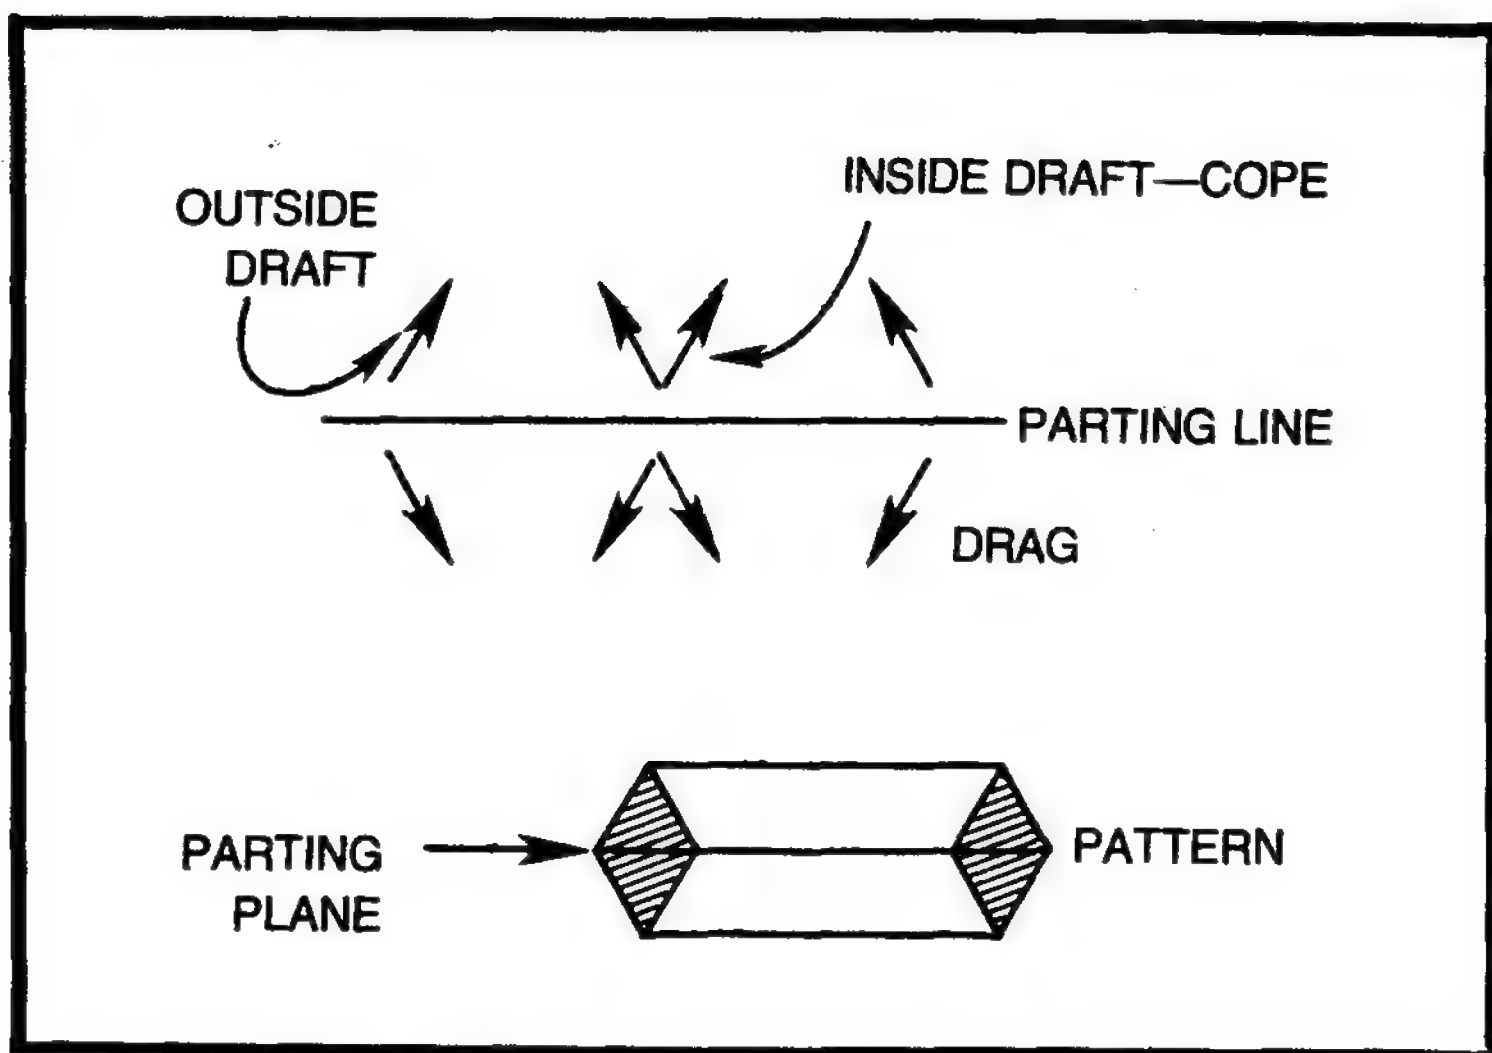 OUTSIDE
DRAFT
INSIDE DRAFT—COPE
PARTING LINE
DRAG
PARTING
PLANE
PATTERN